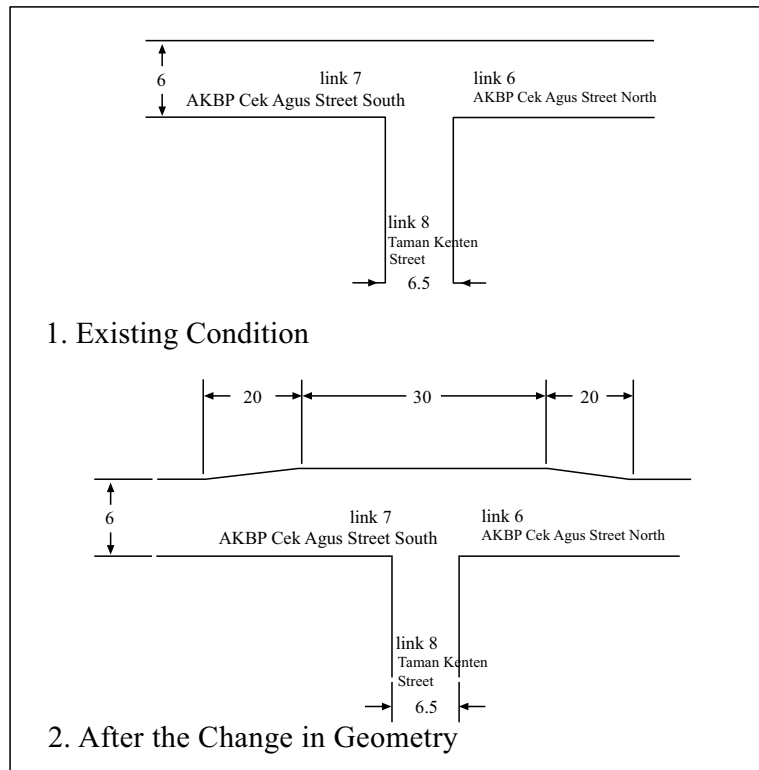 6
link 7
AKBP Cek Agus Street South
link 6
AKBP Cek Agus Street North
link 8
Taman Kenten
Street
6.5
1. Existing Condition
20
30
20
6
link 7
AKBP Cek Agus Street South
link 6
AKBP Cek Agus Street North
link 8
Taman Kenten
Street
6.5
2. After the Change in Geometry